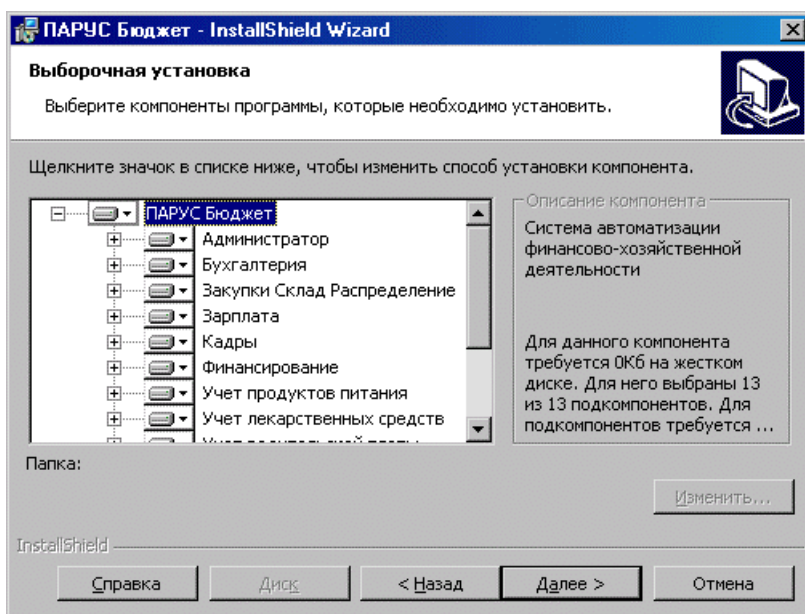 ПАРУС Бюджет - InstallShield Wizard
Выборочная установка
Выберите компоненты программы, которые необходимо установить.
Щелкните значок в списке ниже, чтобы изменить способ установки компонента.
ПАРУС Бюджет
Администратор
Бухгалтерия
Закупки Склад Распределение
Зарплата
Кадры
Финансирование
Учет продуктов питания
Учет лекарственных средств
Описание компонента
Система автоматизации
финансово-хозяйственной
деятельности
Для данного компонента
требуется 0Кб на жестком
диске. Для него выбраны 13
из 13 подкомпонентов. Для
подкомпонентов требуется ...
Папка:
Изменить...
InstallShield
Справка
Диск
< Назад
Далее >
Отмена